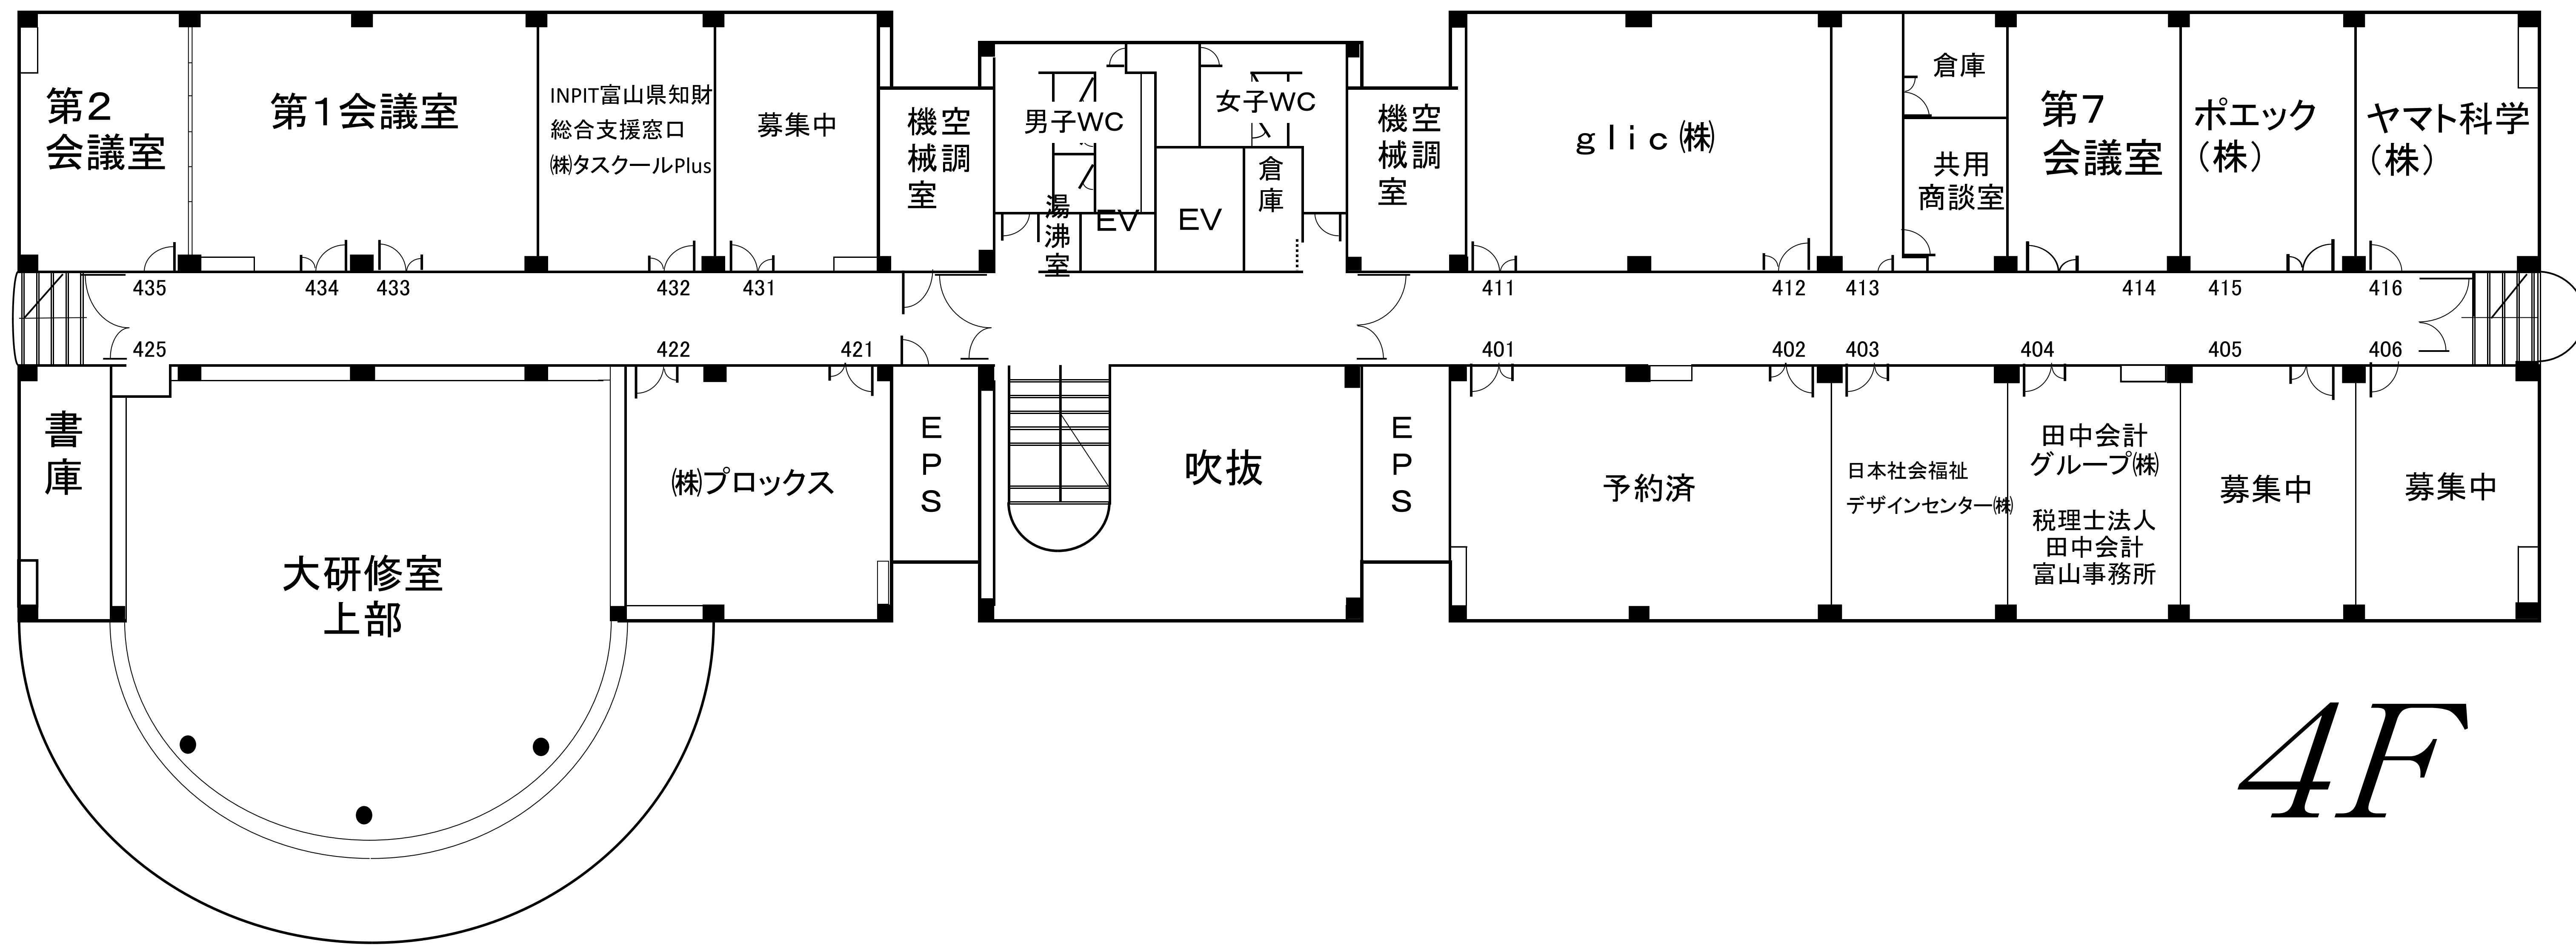 第2
会議室
第1会議室
INPIT富山県知財
総合支援窓口
㈱タスクールPlus
募集中
空調
機械室
男子WC
女子WC
湯沸室
EV
EV
倉庫
空調
機械室
glic㈱
倉庫
共用
商談室
第7
会議室
ポエック
（株）
ヤマト科学
（株）
435
434
433
432
431
411
412
413
414
415
416
425
422
421
401
402
403
404
405
406
書庫
大研修室
上部
㈱プロックス
EPS
吹抜
EPS
予約済
日本社会福祉
デザインセンター㈱
田中会計
グループ㈱
税理士法人
田中会計
富山事務所
募集中
募集中
4F